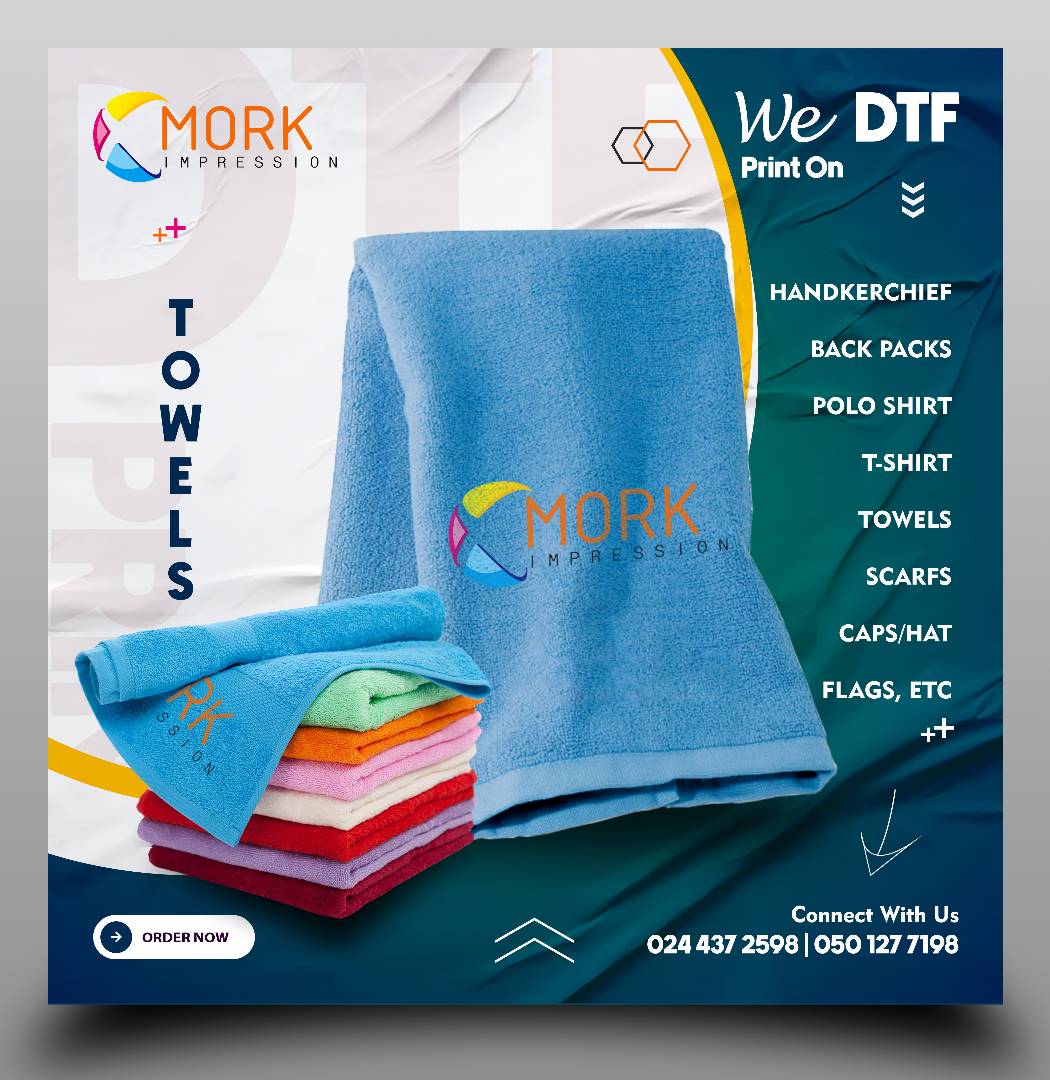 MORK
IMPRESSION
We DTF
Print On
TOWELS
HANDKERCHIEF
BACK PACKS
POLO SHIRT
T-SHIRT
TOWELS
SCARFS
CAPS/HAT
FLAGS, ETC
MORK
IMPRESSION
RK
SSION
ORDER NOW
Connect With Us
024 437 2598 | 050 127 7198